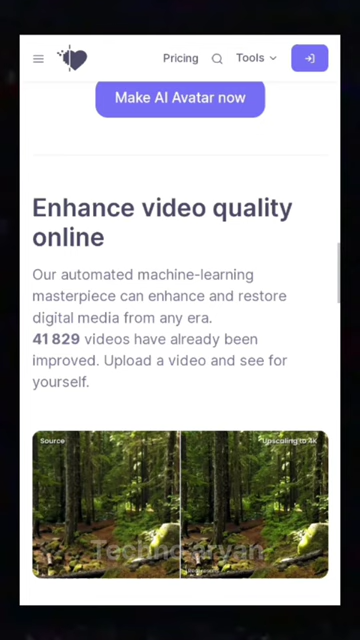 Pricing
Tools
Make AI Avatar now
Enhance video quality
online
Our automated machine-learning
masterpiece can enhance and restore
digital media from any era.
41 829 videos have already been
improved. Upload a video and see for
yourself.
Source
Upscaling to 4K
Techno aryan